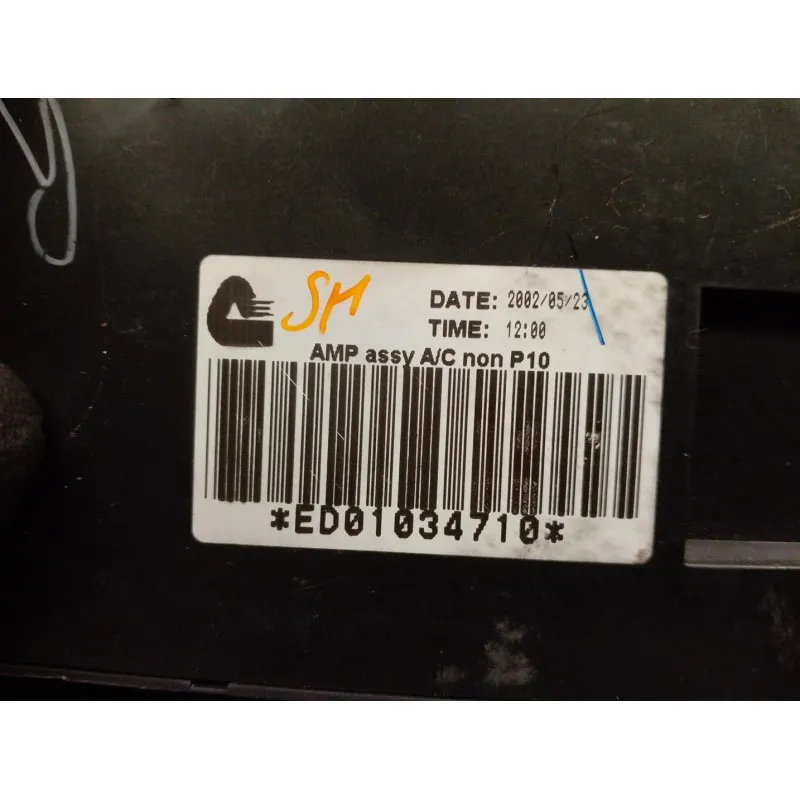 SM
DATE: 2002/05/23
TIME: 12:00
AMP assy A/C non P10
*ED01034710*